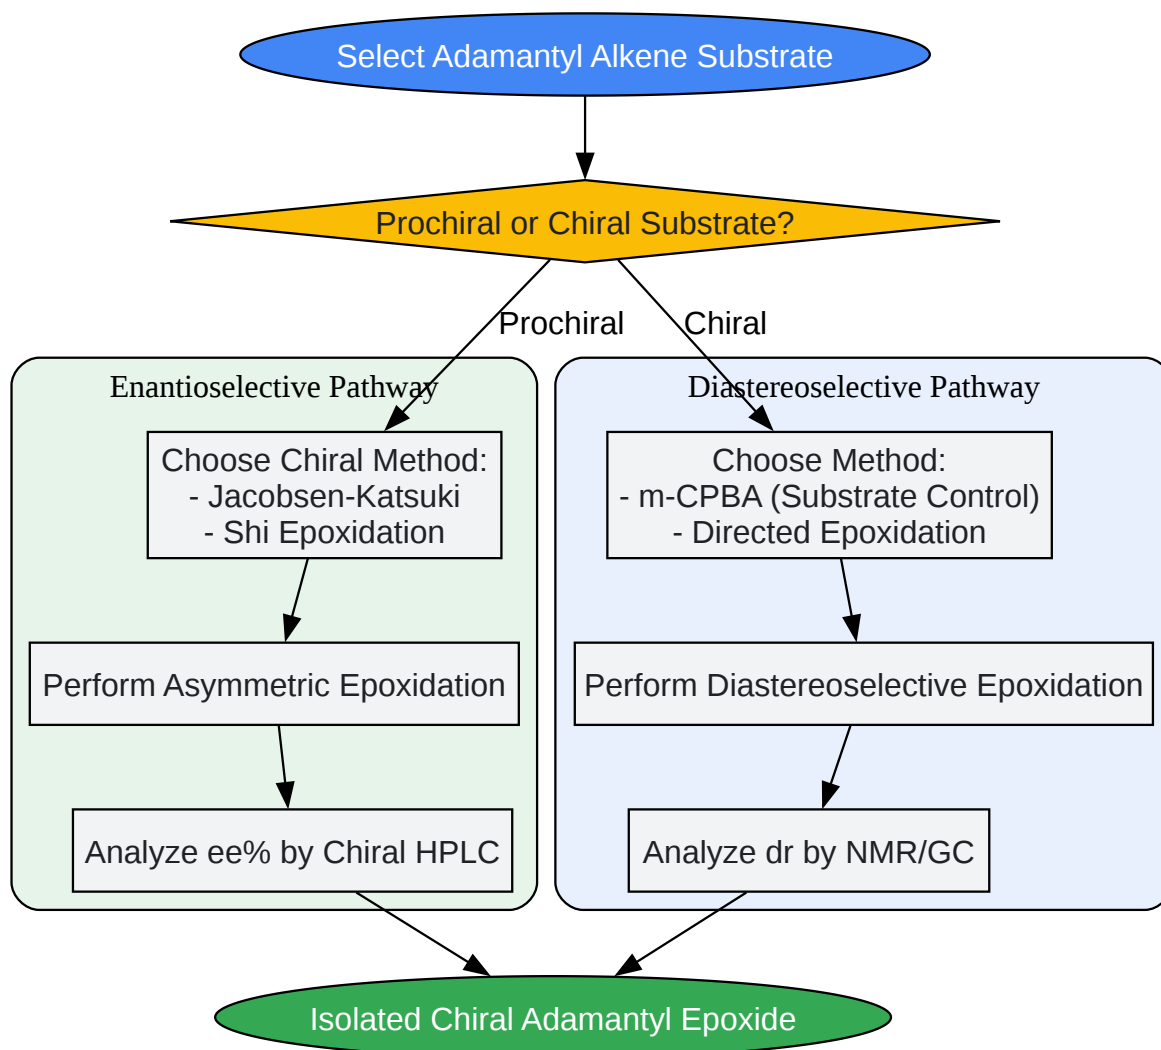 Select Adamantyl Alkene Substrate
Prochiral or Chiral Substrate?
Prochiral
Chiral
Enantioselective Pathway
Choose Chiral Method:
- Jacobsen-Katsuki
- Shi Epoxidation
Perform Asymmetric Epoxidation
Analyze ee% by Chiral HPLC
Diastereoselective Pathway
Choose Method:
- m-CPBA (Substrate Control)
- Directed Epoxidation
Perform Diastereoselective Epoxidation
Analyze dr by NMR/GC
Isolated Chiral Adamantyl Epoxide